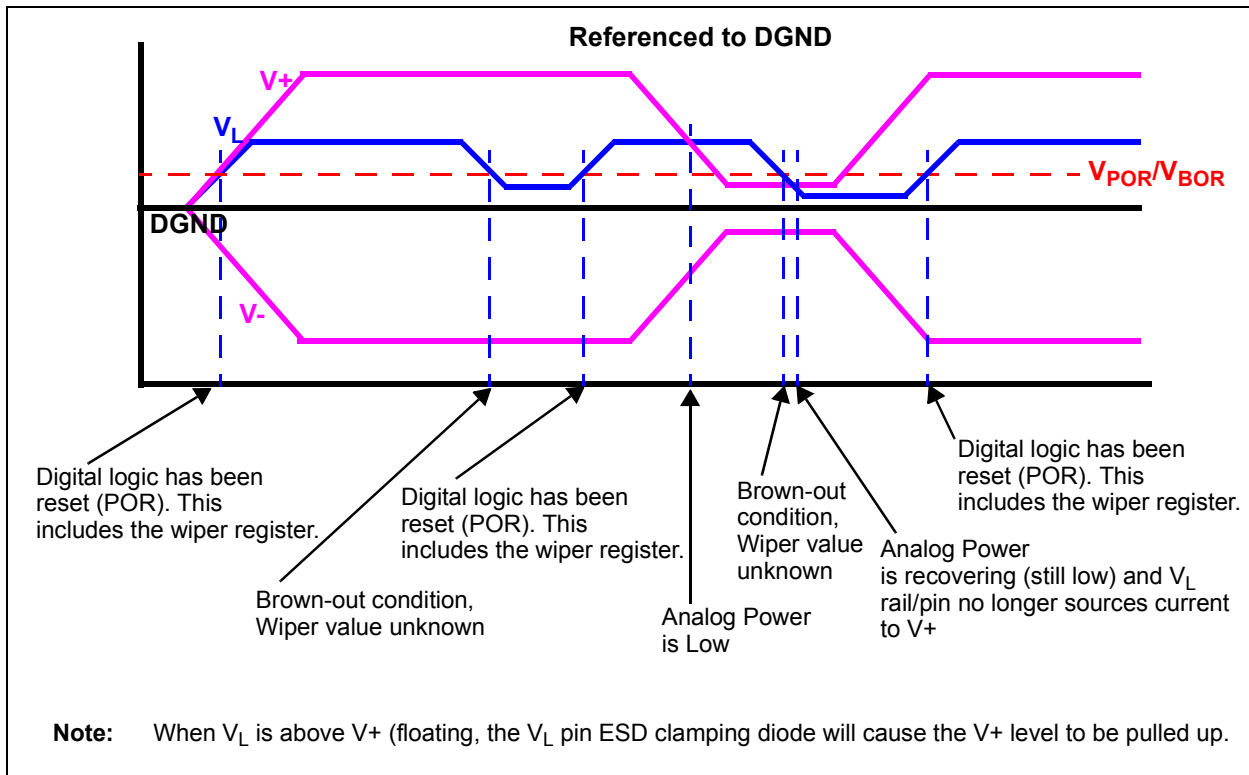 Referenced to DGND
V+
VL
VPOR/VBOR
DGND
V-
Digital logic has been
reset (POR). This
includes the wiper register.
Brown-out condition,
Wiper value unknown
Digital logic has been
reset (POR). This
includes the wiper register.
Analog Power
is Low
Brown-out
condition,
Wiper value
unknown
Analog Power
is recovering (still low) and VL
rail/pin no longer sources current
to V+
Digital logic has been
reset (POR). This
includes the wiper register.
Note: When VL is above V+ (floating, the VL pin ESD clamping diode will cause the V+ level to be pulled up.